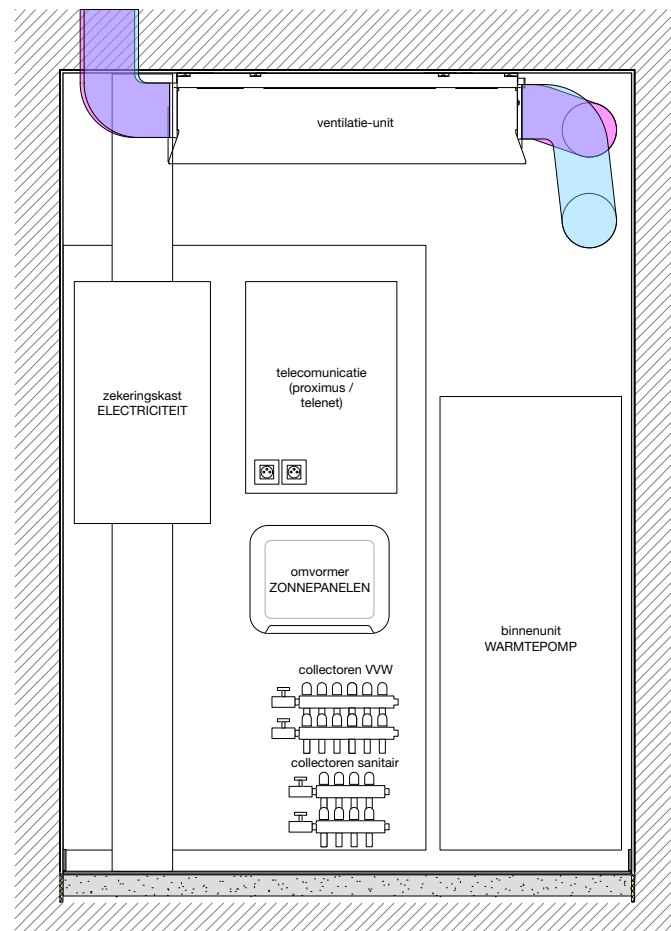 ventilatie-unit
zekeringskast
ELECTRICITEIT
telecomunicatie
(proximus /
telenet)
omvormer
ZONNEPANELEN
binnenunit
WARMTEPOMP
collectoren VVW
collectoren sanitair